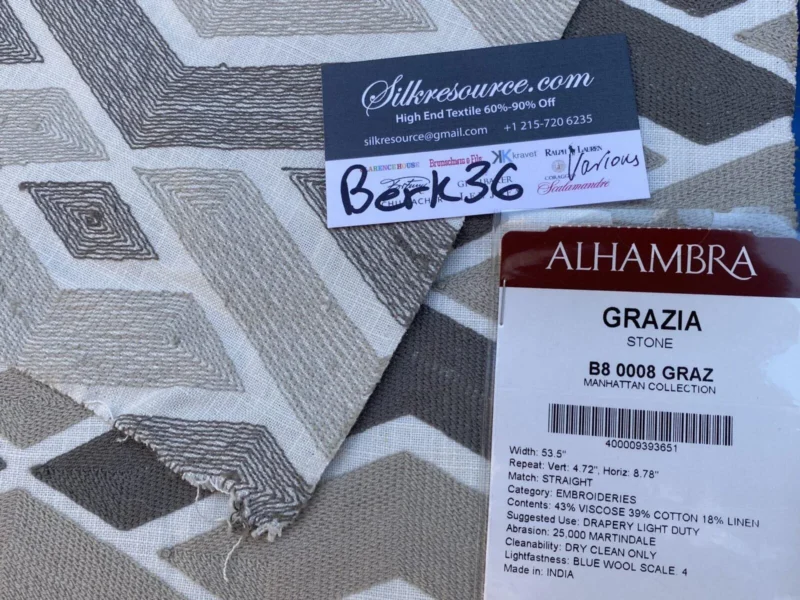 Silkresource.com
High End Textile 60%-90% Off
silkresource@gmail.com +1 215-720 6235
kravet RALPH LAUREN
Berk36 Various
Scalamandre
ALHAMBRA
GRAZIA
STONE
B8 0008 GRAZ
MANHATTAN COLLECTION
400009393651
Width: 53.5"
Repeat: Vert: 4.72", Horiz: 8.78"
Match: STRAIGHT
Category: EMBROIDERIES
Contents: 43% VISCOSE 39% COTTON 18% LINEN
Suggested Use: DRAPERY LIGHT DUTY
Abrasion: 25,000 MARTINDALE
Cleanability: DRY CLEAN ONLY
Lightfastness: BLUE WOOL SCALE. 4
Made in: INDIA